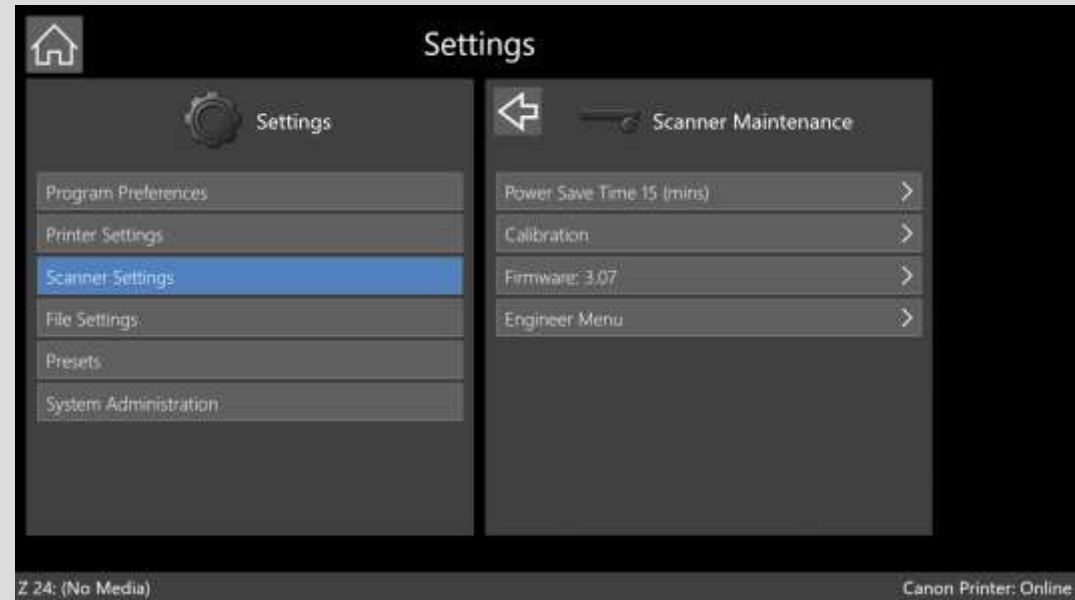 Settings
Settings
Program Preferences
Printer Settings
Scanner Settings
File Settings
Presets
System Administration
Scanner Maintenance
Power Save Time 15 (mins)
Calibration
Firmware: 3.07
Engineer Menu
Z 24: (No Media)
Canon Printer: Online